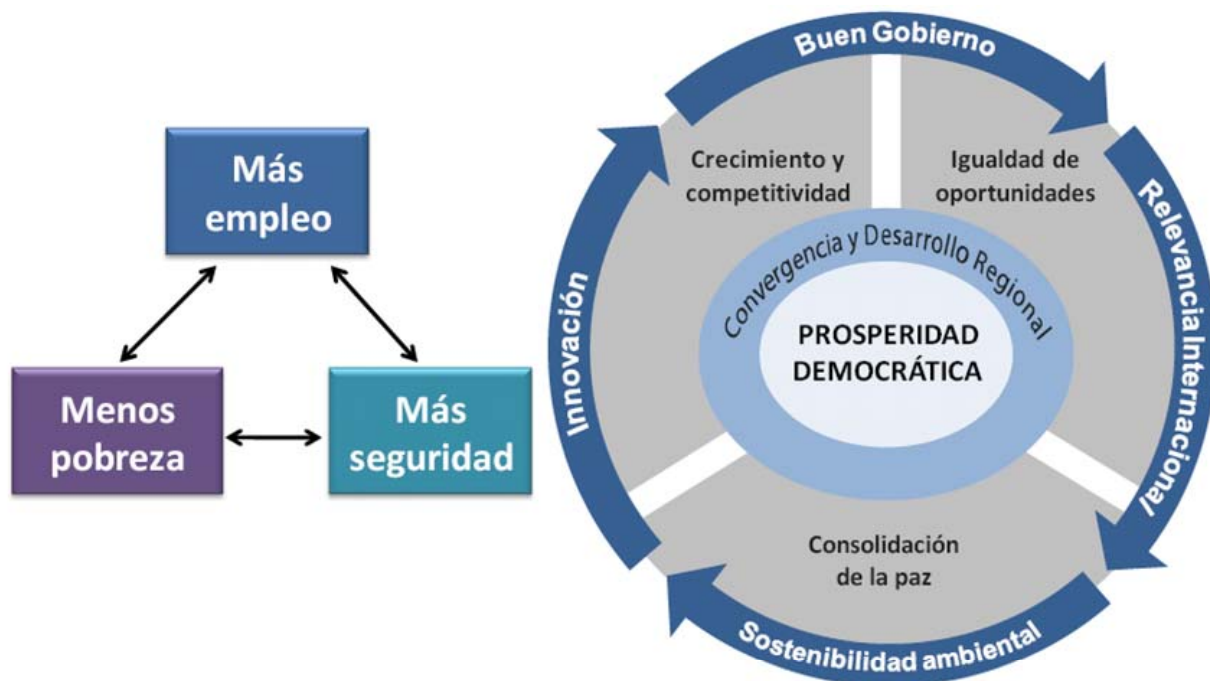 Más
empleo
Menos
pobreza
Más
seguridad
Buen Gobierno
Relevancia Internacional
Sostenibilidad ambiental
Innovación
Crecimiento y
competitividad
Igualdad de
oportunidades
Convergencia y Desarrollo Regional
PROSPERIDAD
DEMOCRÁTICA
Consolidación
de la paz